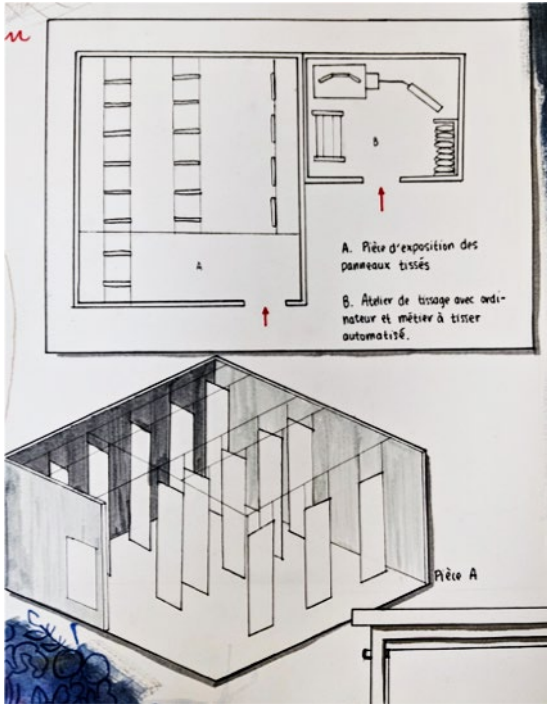 B
A
A. Pièce d'exposition des
panneaux tissés
B. Atelier de tissage avec ordi-
nateur et métier à tisser
automatisé.
Pièce A